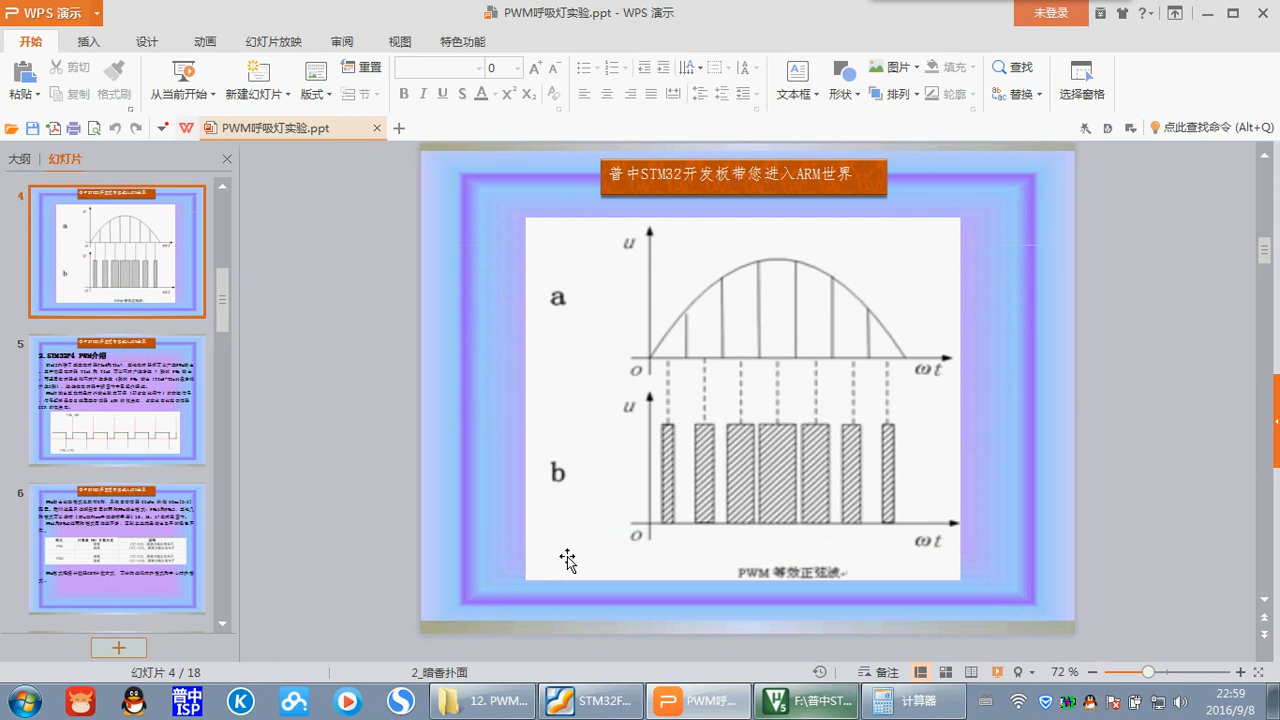 WPS 演示
PWM呼吸灯实验.ppt - WPS 演示
未登录
开始 插入 设计 动画 幻灯片放映 审阅 视图 特色功能
粘贴 剪切 复制 格式刷 从当前开始 新建幻灯片 版式 重置 节 0 B I U S A 文本框 形状 图片 排列 填充 轮廓 查找 替换 选择窗格
PWM呼吸灯实验.ppt
点此查找命令 (Alt+Q)
大纲 幻灯片
4
5
2.STM32F4 PWM介绍
6
普中STM32开发板带您进入ARM世界
u
a
o
ωt
u
b
o
ωt
PWM 等效正弦波
幻灯片 4 / 18
2_暗香扑面
备注
72 %
普中
ISP
12. PWM...
STM32F...
PWM呼...
F:\普中ST...
计算器
22:59
2016/9/8